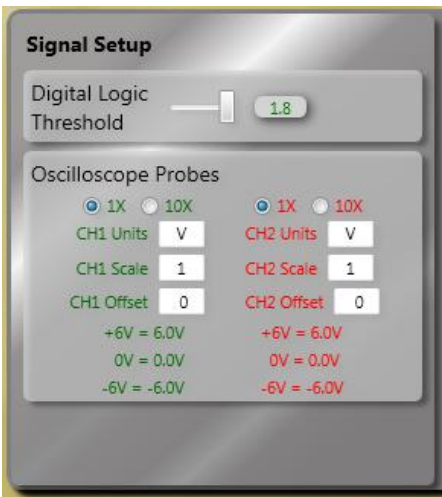 Signal Setup
Digital Logic
Threshold
1.8
Oscilloscope Probes
1X 10X 1X 10X
CH1 Units V CH2 Units V
CH1 Scale 1 CH2 Scale 1
CH1 Offset 0 CH2 Offset 0
+6V = 6.0V +6V = 6.0V
0V = 0.0V 0V = 0.0V
-6V = -6.0V -6V = -6.0V